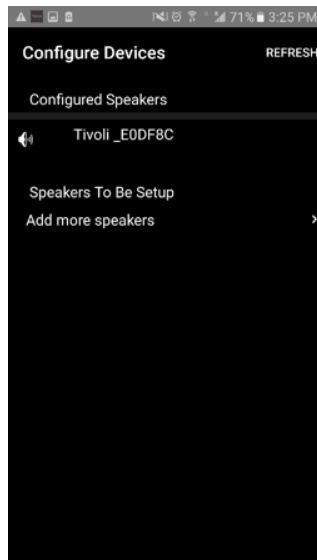 71% 3:25 PM
Configure Devices REFRESH
Configured Speakers
Tivoli _E0DF8C
Speakers To Be Setup
Add more speakers